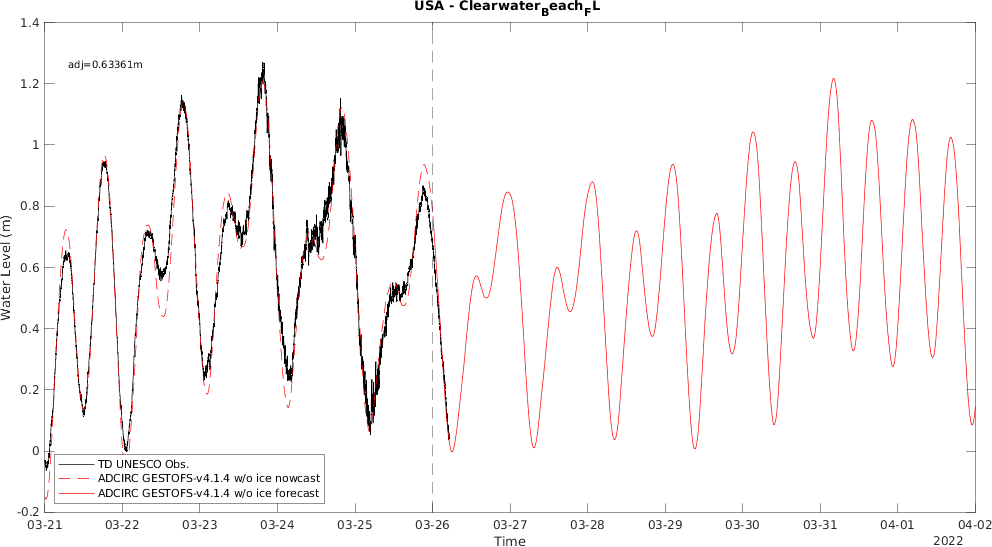 USA - Clearwater_Beach_FL
adj=0.63361m
Water Level (m)
1.4
1.2
1
0.8
0.6
0.4
0.2
0
-0.2
TD UNESCO Obs.
ADCIRC GESTOFS-v4.1.4 w/o ice nowcast
ADCIRC GESTOFS-v4.1.4 w/o ice forecast
03-21 03-22 03-23 03-24 03-25 03-26 03-27 03-28 03-29 03-30 03-31 04-01 04-02
Time
2022